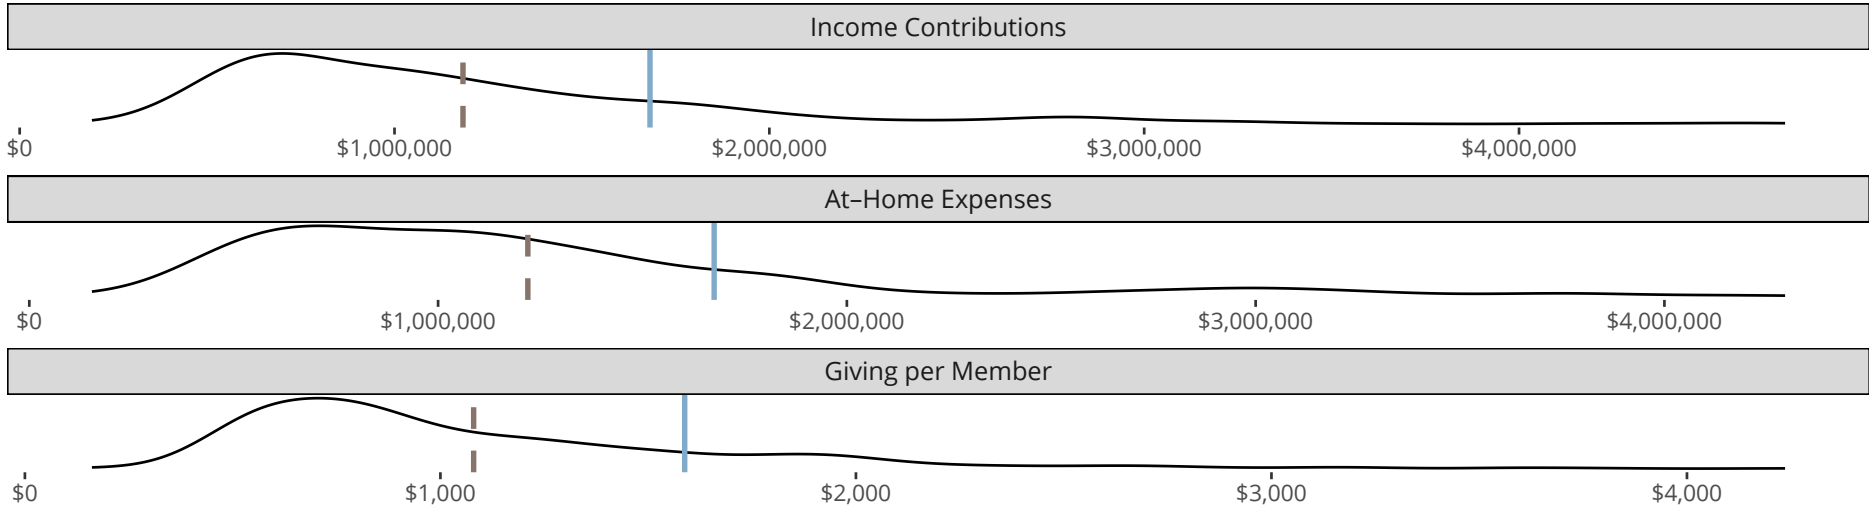 Income Contributions
$0 $1,000,000 $2,000,000 $3,000,000 $4,000,000
At–Home Expenses
$0 $1,000,000 $2,000,000 $3,000,000 $4,000,000
Giving per Member
$0 $1,000 $2,000 $3,000 $4,000